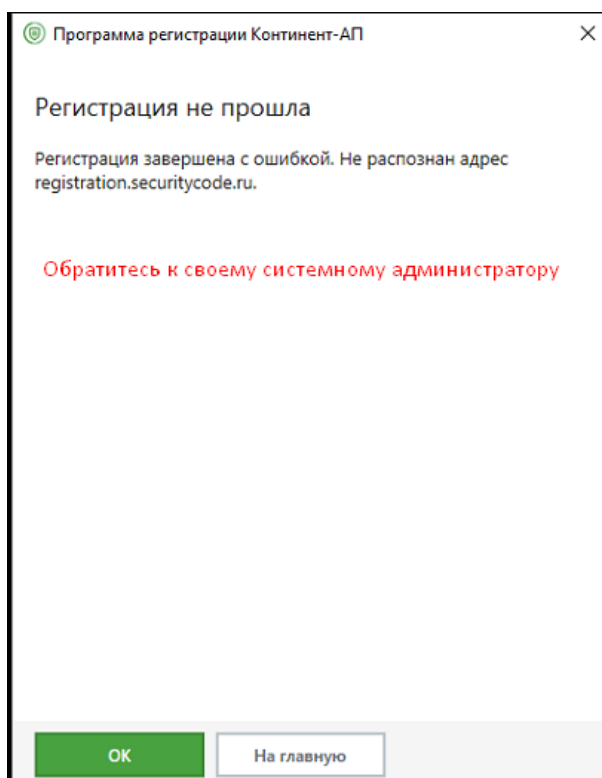 Программа регистрации Континент-АП
Регистрация не прошла
Регистрация завершена с ошибкой. Не распознан адрес
registration.securitycode.ru.
Обратитесь к своему системному администратору
ОК
На главную